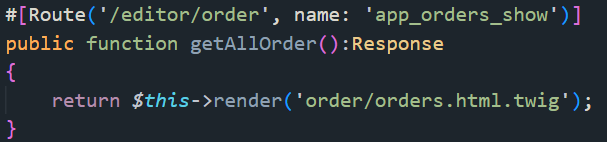 #[Route('/editor/order', name: 'app_orders_show')]
public function getAllOrder():Response
{
    return $this->render('order/orders.html.twig');
}